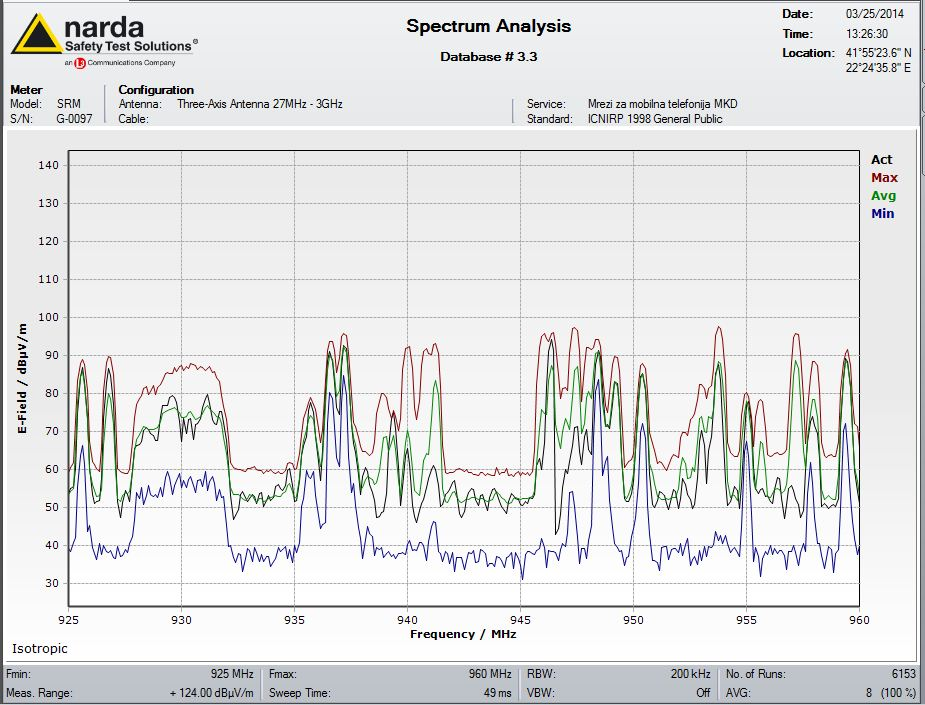 narda
Safety Test Solutions®
an L3 Communications Company
Spectrum Analysis
Database # 3.3
Date: 03/25/2014
Time: 13:26:30
Location: 41°55'23.6" N
22°24'35.8" E
Meter
Model: SRM
S/N: G-0097
Configuration
Antenna: Three-Axis Antenna 27MHz - 3GHz
Cable:
Service: Mrezi za mobilna telefonija MKD
Standard: ICNIRP 1998 General Public
Act
Max
Avg
Min
E-Field / dBµV/m
140
130
120
110
100
90
80
70
60
50
40
30
925 930 935 940 945 950 955 960
Frequency / MHz
Isotropic
Fmin: 925 MHz Fmax: 960 MHz RBW: 200 kHz No. of Runs: 6153
Meas. Range: + 124.00 dBµV/m Sweep Time: 49 ms VBW: Off AVG: 8 (100 %)